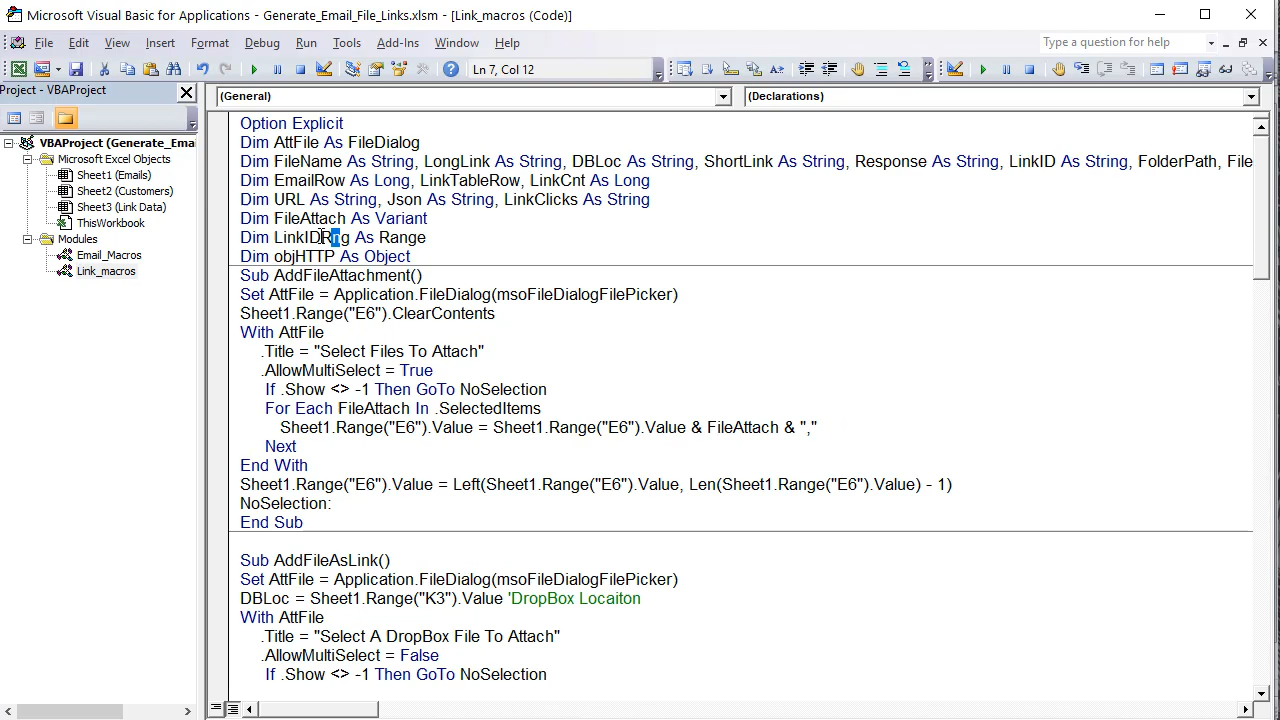 Microsoft Visual Basic for Applications - Generate_Email_File_Links.xlsm - [Link_macros (Code)]
File Edit View Insert Format Debug Run Tools Add-Ins Window Help
Type a question for help
Ln 7, Col 12
Project - VBAProject
(General)
(Declarations)
VBAProject (Generate_Emai
Microsoft Excel Objects
Sheet1 (Emails)
Sheet2 (Customers)
Sheet3 (Link Data)
ThisWorkbook
Modules
Email_Macros
Link_macros
Option Explicit
Dim AttFile As FileDialog
Dim FileName As String, LongLink As String, DBLoc As String, ShortLink As String, Response As String, LinkID As String, FolderPath, File
Dim EmailRow As Long, LinkTableRow, LinkCnt As Long
Dim URL As String, Json As String, LinkClicks As String
Dim FileAttach As Variant
Dim LinkIDRng As Range
Dim objHTTP As Object
Sub AddFileAttachment()
Set AttFile = Application.FileDialog(msoFileDialogFilePicker)
Sheet1.Range("E6").ClearContents
With AttFile
.Title = "Select Files To Attach"
.AllowMultiSelect = True
If .Show <> -1 Then GoTo NoSelection
For Each FileAttach In .SelectedItems
Sheet1.Range("E6").Value = Sheet1.Range("E6").Value & FileAttach & ","
Next
End With
Sheet1.Range("E6").Value = Left(Sheet1.Range("E6").Value, Len(Sheet1.Range("E6").Value) - 1)
NoSelection:
End Sub
Sub AddFileAsLink()
Set AttFile = Application.FileDialog(msoFileDialogFilePicker)
DBLoc = Sheet1.Range("K3").Value 'DropBox Locaiton
With AttFile
.Title = "Select A DropBox File To Attach"
.AllowMultiSelect = False
If .Show <> -1 Then GoTo NoSelection